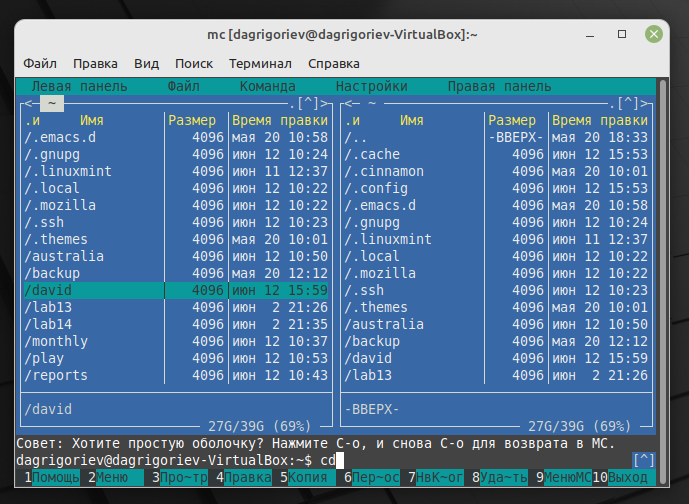 mc [dagrigoriev@dagrigoriev-VirtualBox]:~
Файл Правка Вид Поиск Терминал Справка
Левая панель Файл Команда Настройки Правая панель
<─ ~ ─.[^]> <─ ~ ─.[^]>
.и Имя Размер Время правки .и Имя Размер Время правки
/.emacs.d 4096 мая 20 10:58 /.. -ВВЕРХ- мая 20 18:33
/.gnupg 4096 июн 12 10:24 /.cache 4096 июн 12 15:53
/.linuxmint 4096 июн 11 12:37 /.cinnamon 4096 мая 20 10:01
/.local 4096 июн 12 10:22 /.config 4096 июн 12 15:53
/.mozilla 4096 июн 12 10:22 /.emacs.d 4096 мая 20 10:58
/.ssh 4096 июн 12 10:23 /.gnupg 4096 июн 12 10:24
/.themes 4096 мая 20 10:01 /.linuxmint 4096 июн 11 12:37
/australia 4096 июн 12 10:50 /.local 4096 июн 12 10:22
/backup 4096 мая 20 12:12 /.mozilla 4096 июн 12 10:22
/david 4096 июн 12 15:59 /.ssh 4096 июн 12 10:23
/lab13 4096 июн 2 21:26 /.themes 4096 мая 20 10:01
/lab14 4096 июн 2 21:35 /australia 4096 июн 12 10:50
/monthly 4096 июн 12 10:37 /backup 4096 мая 20 12:12
/play 4096 июн 12 10:53 /david 4096 июн 12 15:59
/reports 4096 июн 12 10:43 /lab13 4096 июн 2 21:26
/david -ВВЕРХ-
27G/39G (69%) 27G/39G (69%)
Совет: Хотите простую оболочку? Нажмите C-o, и снова C-o для возврата в MC.
dagrigoriev@dagrigoriev-VirtualBox:~$ cd [^]
1Помощь 2Меню 3Про~тр 4Правка 5Копия 6Пер~ос 7НвК~ог 8Уда~ть 9МенюMC 10Выход